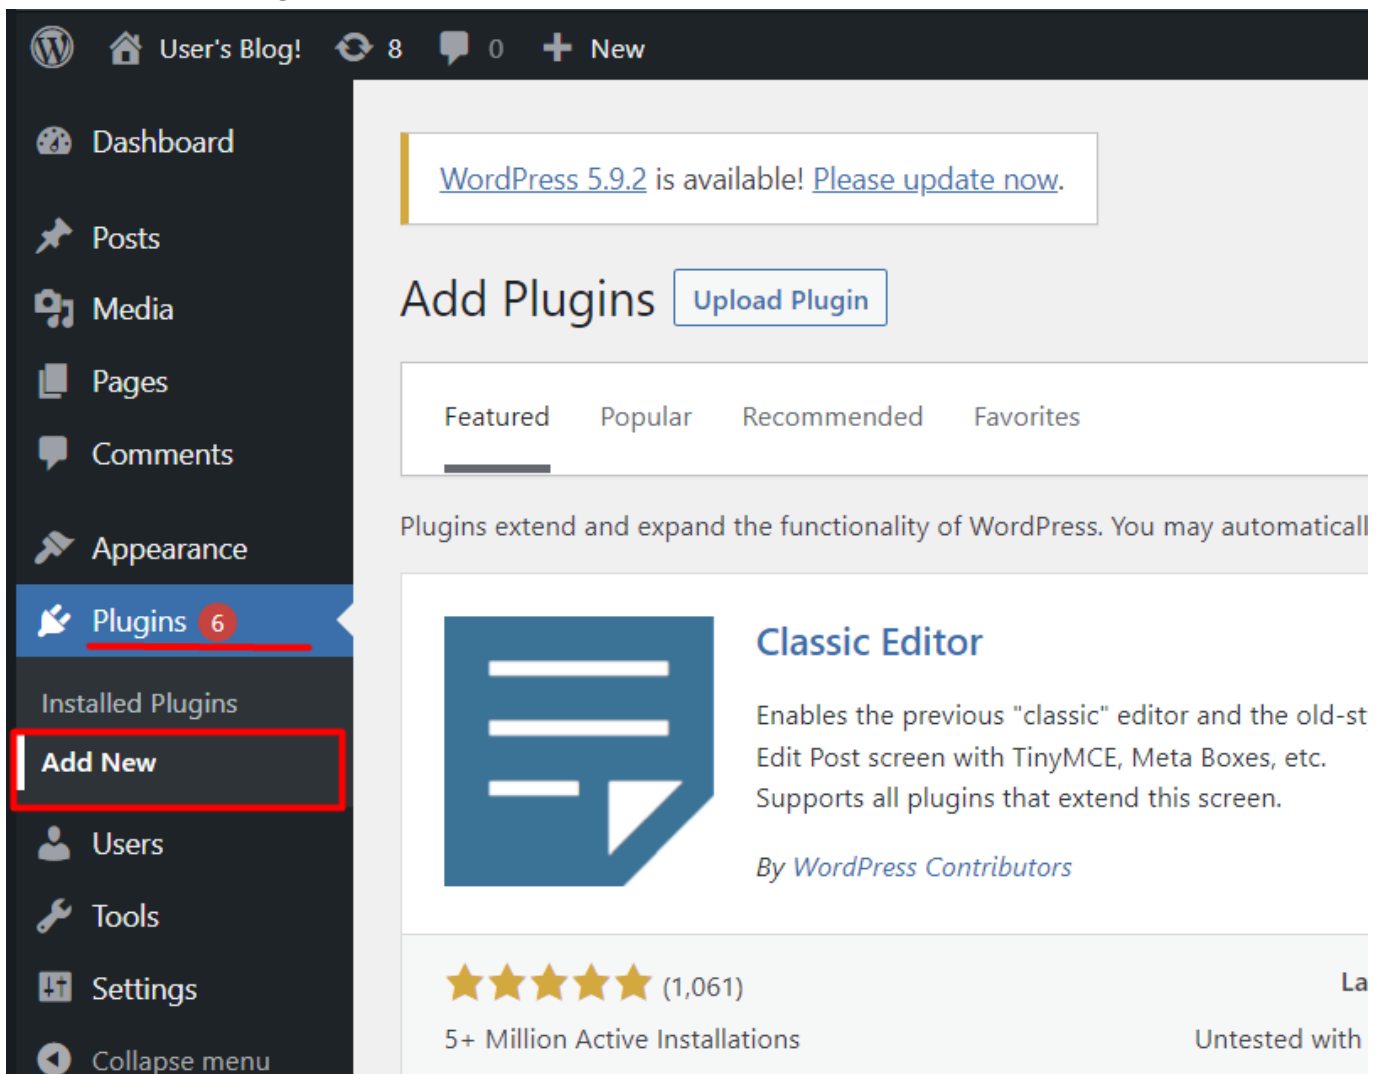 User's Blog! 8 0 New
Dashboard
Posts
Media
Pages
Comments
Appearance
Plugins 6
Installed Plugins
Add New
Users
Tools
Settings
Collapse menu
WordPress 5.9.2 is available! Please update now.
Add Plugins Upload Plugin
Featured Popular Recommended Favorites
Plugins extend and expand the functionality of WordPress. You may automaticall
Classic Editor
Enables the previous "classic" editor and the old-st
Edit Post screen with TinyMCE, Meta Boxes, etc.
Supports all plugins that extend this screen.
By WordPress Contributors
(1,061) La
5+ Million Active Installations Untested with